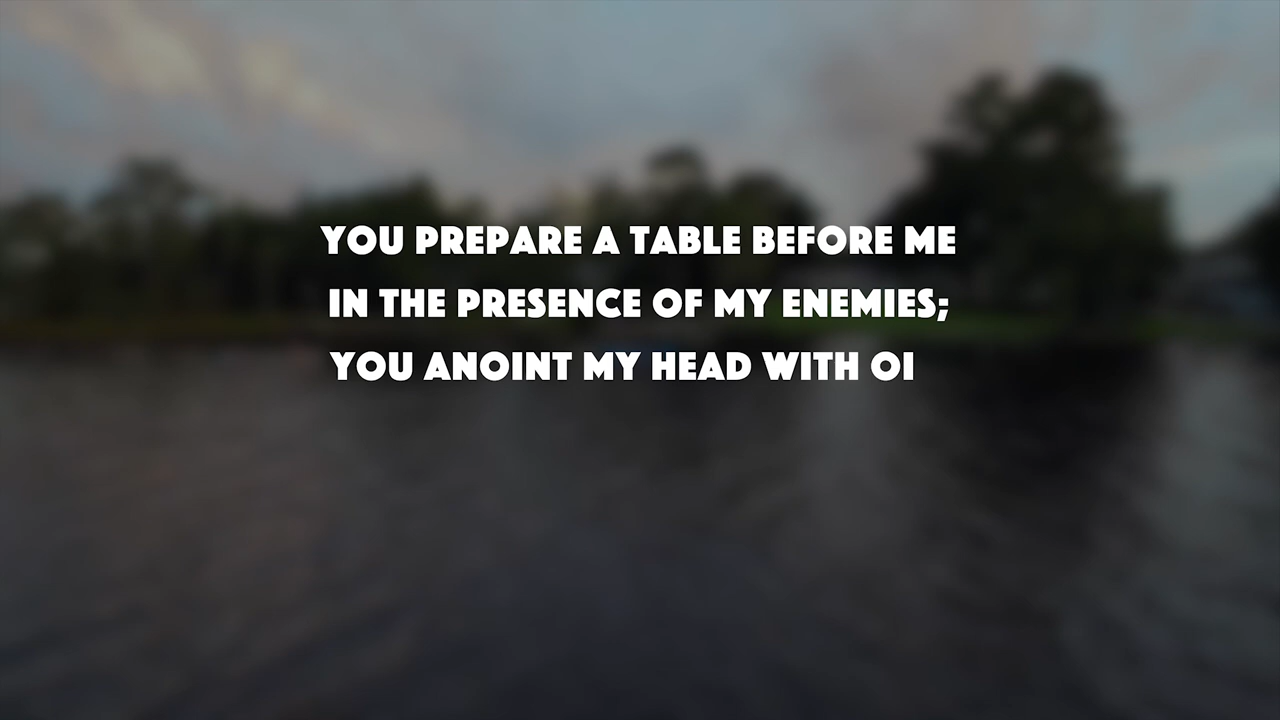 YOU PREPARE A TABLE BEFORE ME
IN THE PRESENCE OF MY ENEMIES;
YOU ANOINT MY HEAD WITH OI